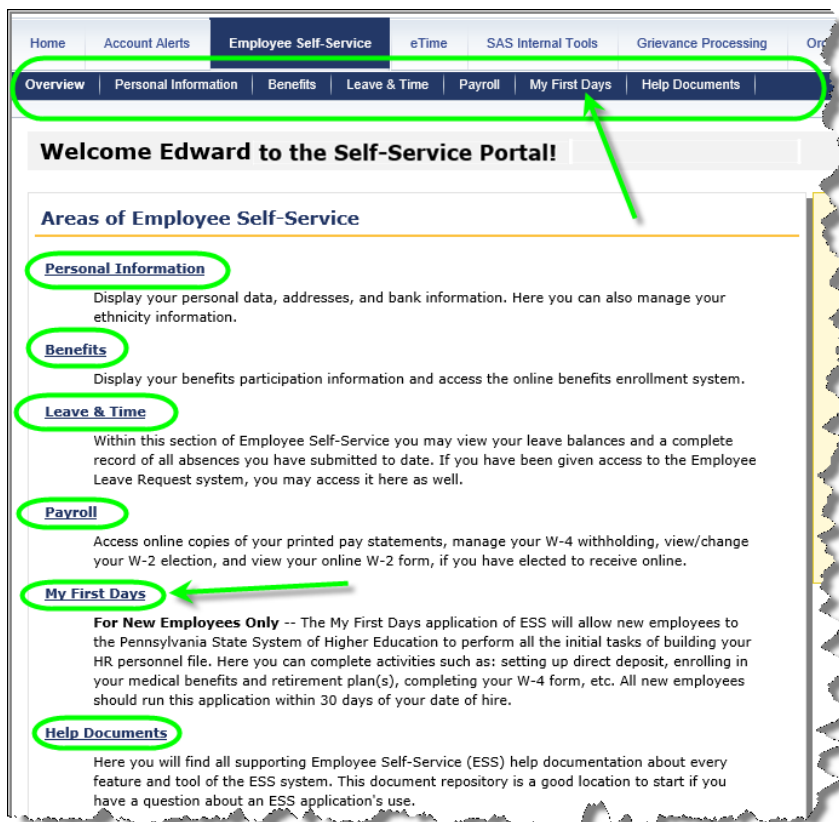 Home Account Alerts Employee Self-Service eTime SAS Internal Tools Grievance Processing
Overview Personal Information Benefits Leave & Time Payroll My First Days Help Documents
Welcome Edward to the Self-Service Portal!
Areas of Employee Self-Service
Personal Information
Display your personal data, addresses, and bank information. Here you can also manage your
ethnicity information.
Benefits
Display your benefits participation information and access the online benefits enrollment system.
Leave & Time
Within this section of Employee Self-Service you may view your leave balances and a complete
record of all absences you have submitted to date. If you have been given access to the Employee
Leave Request system, you may access it here as well.
Payroll
Access online copies of your printed pay statements, manage your W-4 withholding, view/change
your W-2 election, and view your online W-2 form, if you have elected to receive online.
My First Days
For New Employees Only -- The My First Days application of ESS will allow new employees to
the Pennsylvania State System of Higher Education to perform all the initial tasks of building your
HR personnel file. Here you can complete activities such as: setting up direct deposit, enrolling in
your medical benefits and retirement plan(s), completing your W-4 form, etc. All new employees
should run this application within 30 days of your date of hire.
Help Documents
Here you will find all supporting Employee Self-Service (ESS) help documentation about every
feature and tool of the ESS system. This document repository is a good location to start if you
have a question about an ESS application's use.